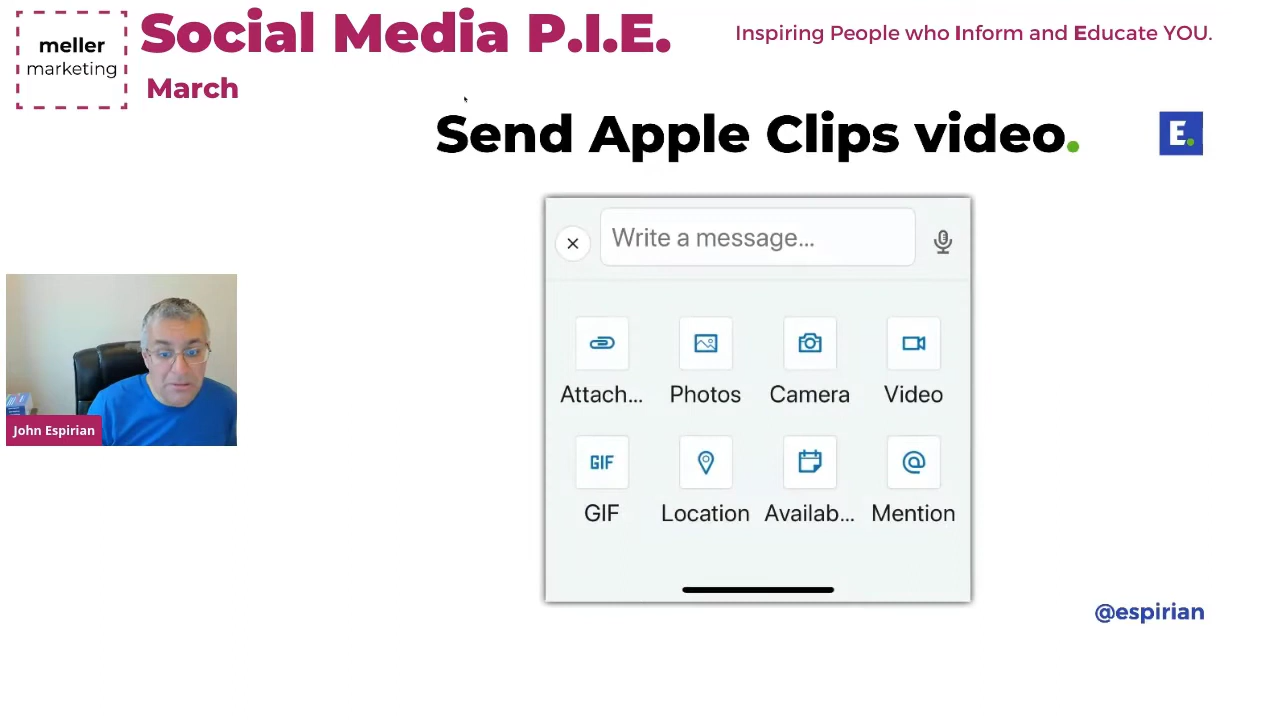 meller
marketing
Social Media P.I.E.
March
Inspiring People who Inform and Educate YOU.
Send Apple Clips video.
E.
Write a message...
Attach...
Photos
Camera
Video
GIF
GIF
Location
Availab...
Mention
John Espirian
@espirian